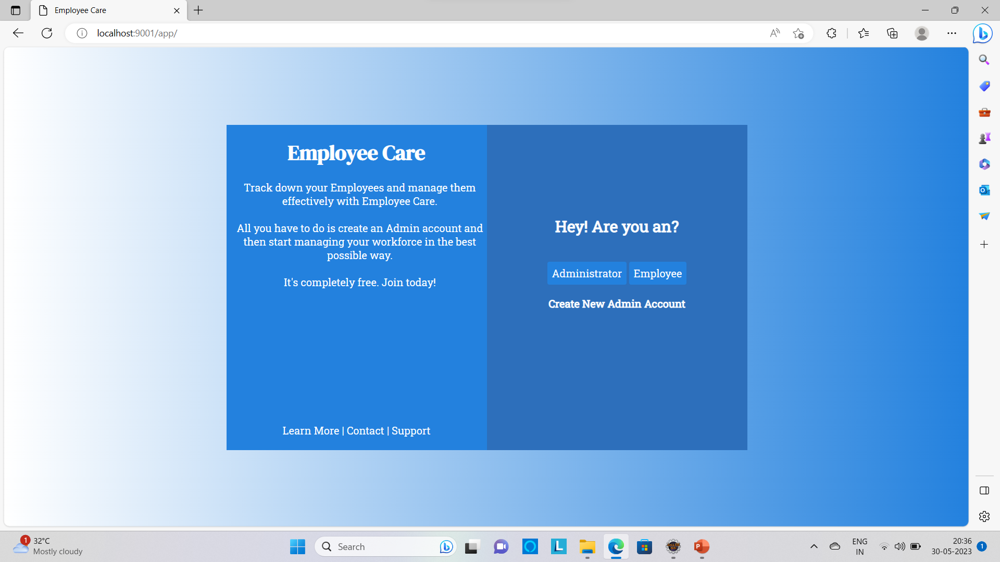 Employee Care
localhost:9001/app/
Employee Care
Track down your Employees and manage them
effectively with Employee Care.
All you have to do is create an Admin account and
then start managing your workforce in the best
possible way.
It's completely free. Join today!
Learn More | Contact | Support
Hey! Are you an?
Administrator Employee
Create New Admin Account
1
32°C
Mostly cloudy
Search
ENG
IN
20:36
30-05-2023
1